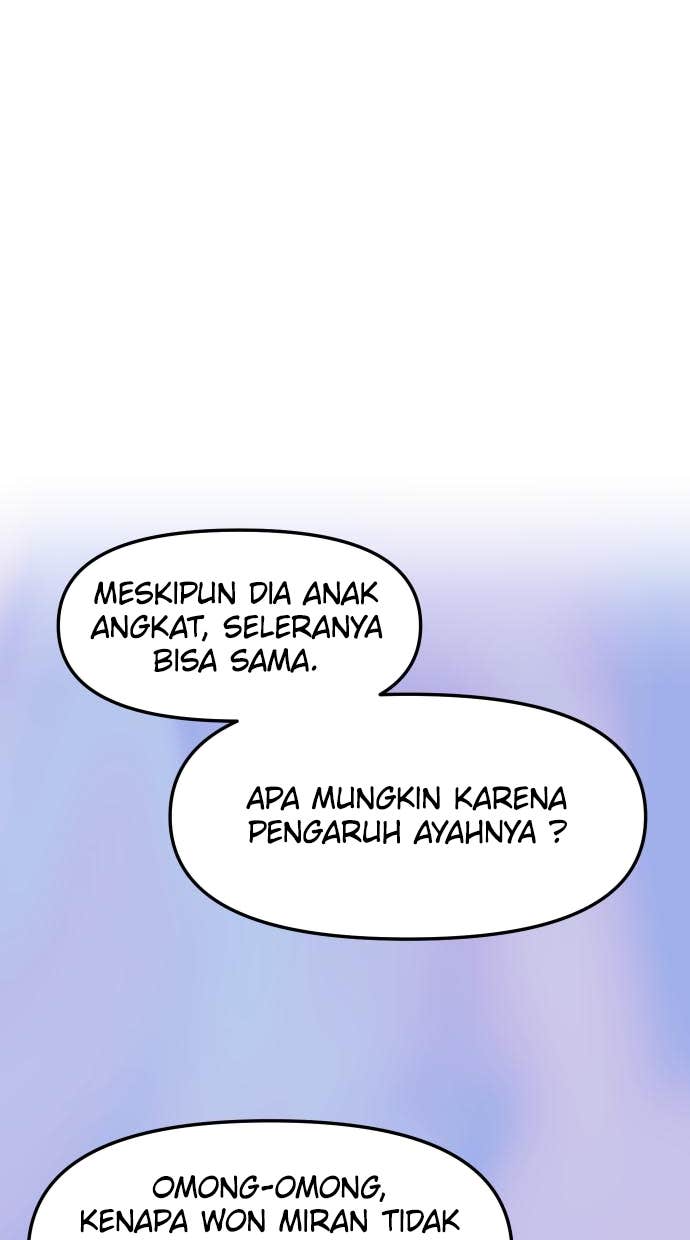 MESKIPUN DIA ANAK
ANGKAT, SELERANYA
BISA SAMA.
APA MUNGKIN KARENA
PENGARUH AYAHNYA ?
OMONG-OMONG,
KENAPA WON MIRAN TIDAK